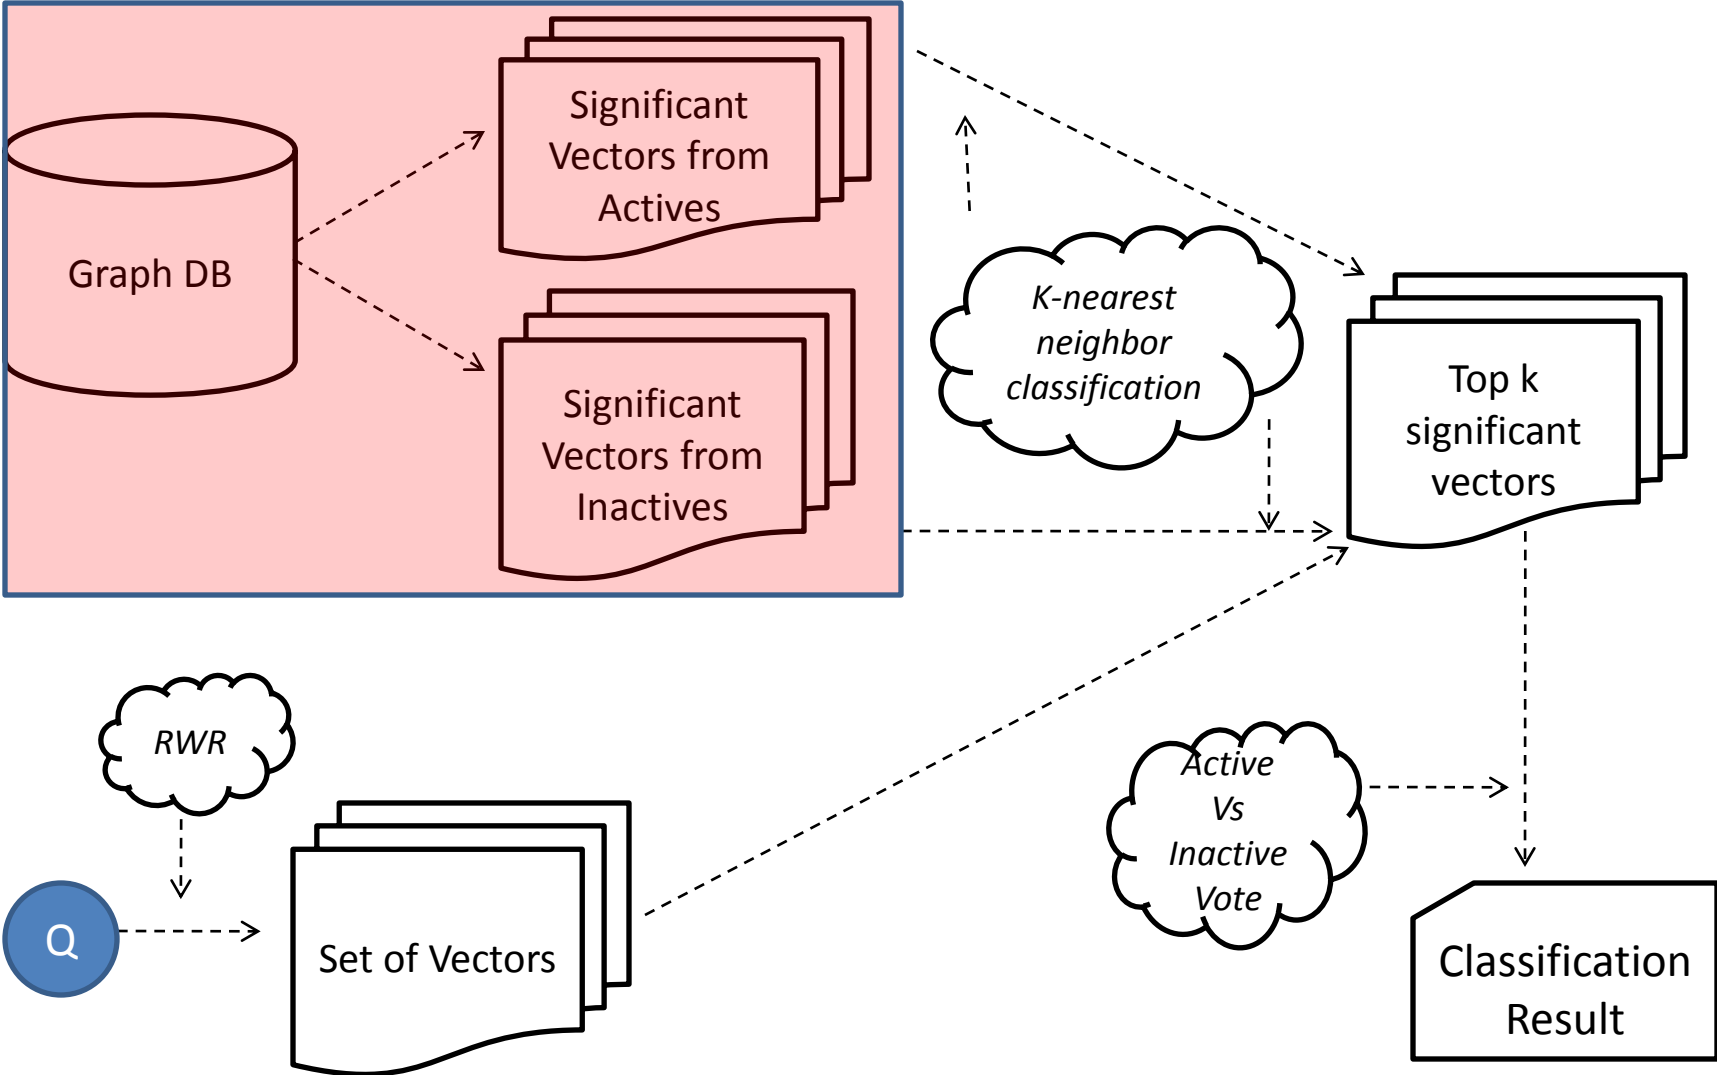 Significant
Vectors from
Actives
Graph DB
Significant
Vectors from
Inactives
K-nearest
neighbor
classification
Top k
significant
vectors
RWR
Q
Set of Vectors
Active
Vs
Inactive
Vote
Classification
Result